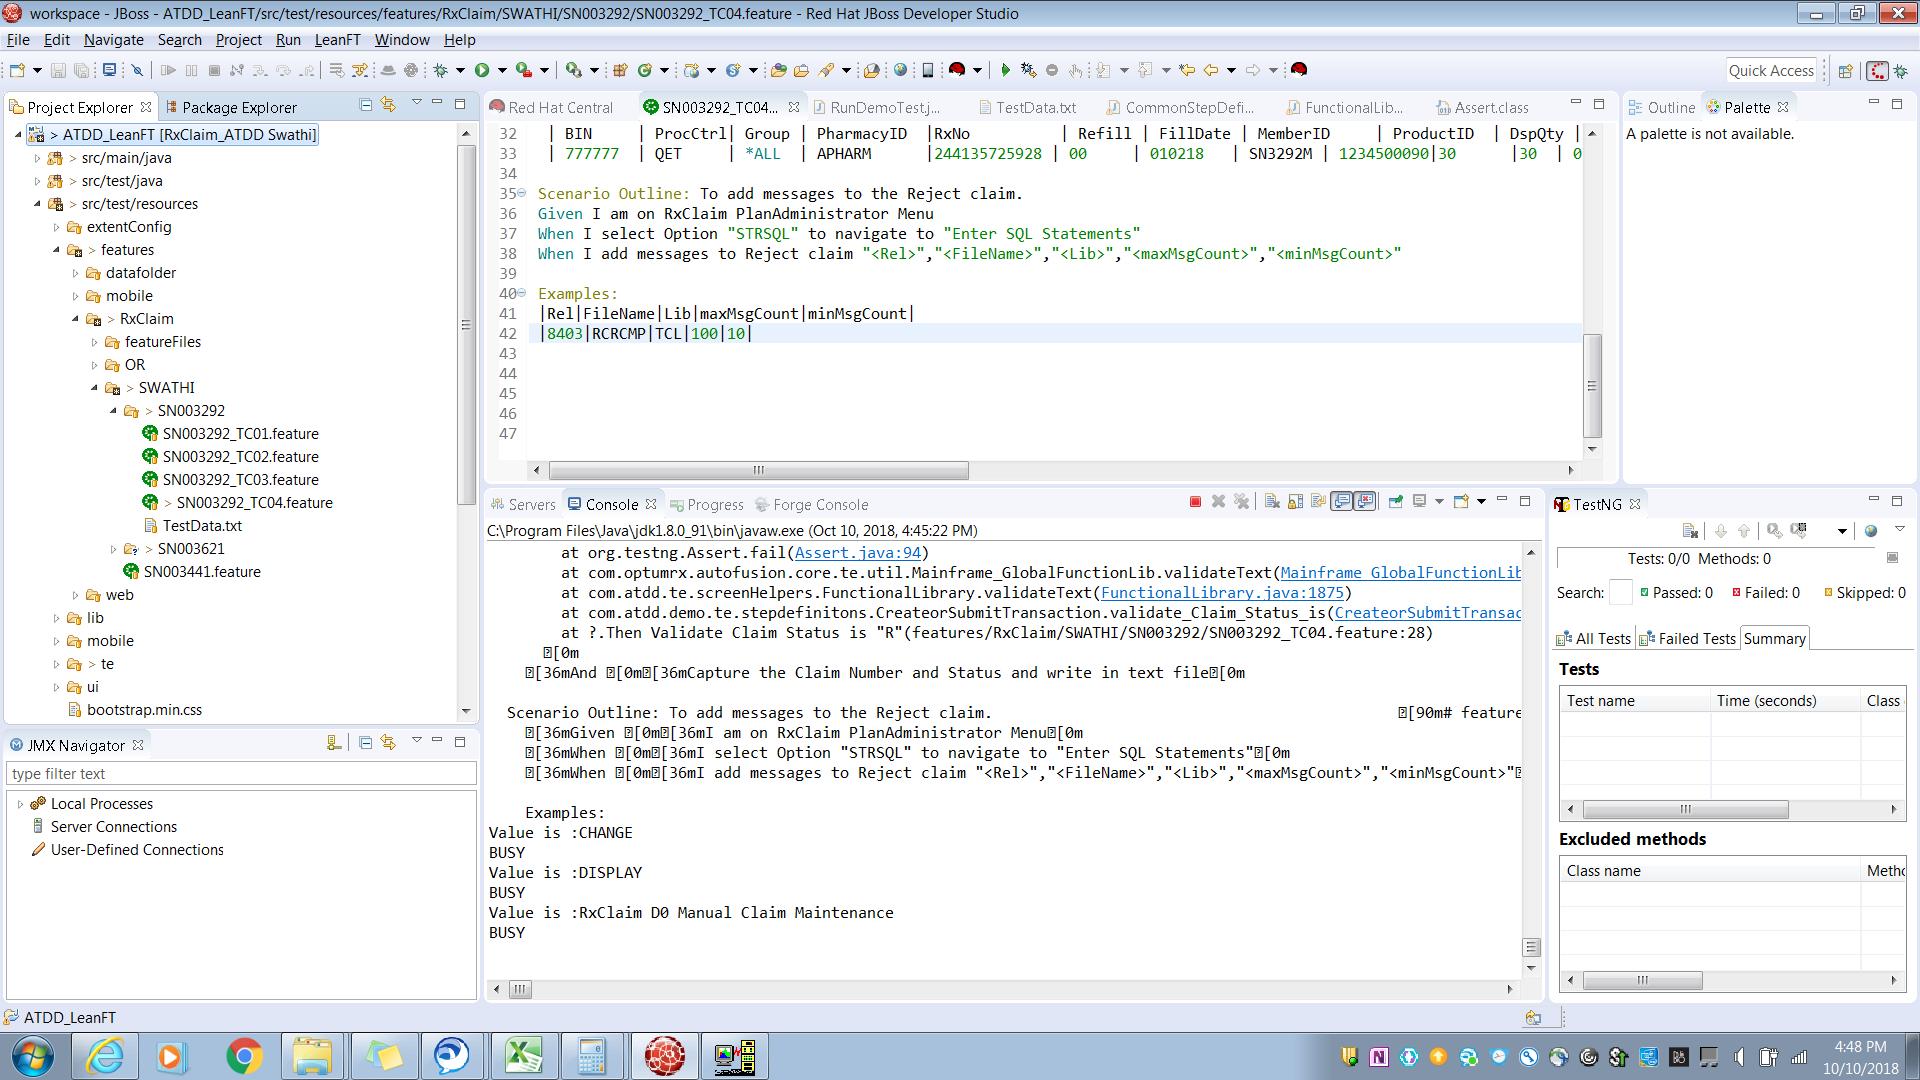 workspace - JBoss - ATDD_LeanFT/src/test/resources/features/RxClaim/SWATHI/SN003292/SN003292_TC04.feature - Red Hat JBoss Developer Studio
File Edit Navigate Search Project Run LeanFT Window Help
Quick Access
Project Explorer
Package Explorer
> ATDD_LeanFT [RxClaim_ATDD Swathi]
> src/main/java
> src/test/java
> src/test/resources
extentConfig
> features
datafolder
mobile
> RxClaim
featureFiles
OR
> SWATHI
> SN003292
SN003292_TC01.feature
SN003292_TC02.feature
SN003292_TC03.feature
> SN003292_TC04.feature
TestData.txt
> SN003621
SN003441.feature
web
lib
mobile
> te
ui
bootstrap.min.css
JMX Navigator
type filter text
Local Processes
Server Connections
User-Defined Connections
Red Hat Central
SN003292_TC04...
RunDemoTest.j...
TestData.txt
CommonStepDefi...
FunctionalLib...
Assert.class
32 | BIN | ProcCtrl| Group | PharmacyID |RxNo | Refill | FillDate | MemberID | ProductID | DspQty |
33 | 777777 | QET | *ALL | APHARM |244135725928 | 00 | 010218 | SN3292M | 1234500090|30 |30 | 0
34
35 Scenario Outline: To add messages to the Reject claim.
36 Given I am on RxClaim PlanAdministrator Menu
37 When I select Option "STRSQL" to navigate to "Enter SQL Statements"
38 When I add messages to Reject claim "<Rel>","<FileName>","<Lib>","<maxMsgCount>","<minMsgCount>"
39
40 Examples:
41 |Rel|FileName|Lib|maxMsgCount|minMsgCount|
42 |8403|RCRCMP|TCL|100|10|
43
44
45
46
47
Outline
Palette
A palette is not available.
Servers
Console
Progress
Forge Console
C:\Program Files\Java\jdk1.8.0_91\bin\javaw.exe (Oct 10, 2018, 4:45:22 PM)
at org.testng.Assert.fail(Assert.java:94)
at com.optumrx.autofusion.core.te.util.Mainframe_GlobalFunctionLib.validateText(Mainframe_GlobalFunctionLib
at com.atdd.te.screenHelpers.FunctionalLibrary.validateText(FunctionalLibrary.java:1875)
at com.atdd.demo.te.stepdefinitons.CreateorSubmitTransaction.validate_Claim_Status_is(CreateorSubmitTransac
at ?.Then Validate Claim Status is "R"(features/RxClaim/SWATHI/SN003292/SN003292_TC04.feature:28)
[0m
[36mAnd [0m[36mCapture the Claim Number and Status and write in text file[0m
Scenario Outline: To add messages to the Reject claim. [90m# feature
[36mGiven [0m[36mI am on RxClaim PlanAdministrator Menu[0m
[36mWhen [0m[36mI select Option "STRSQL" to navigate to "Enter SQL Statements"[0m
[36mWhen [0m[36mI add messages to Reject claim "<Rel>","<FileName>","<Lib>","<maxMsgCount>","<minMsgCount>"
Examples:
Value is :CHANGE
BUSY
Value is :DISPLAY
BUSY
Value is :RxClaim D0 Manual Claim Maintenance
BUSY
TestNG
Tests: 0/0 Methods: 0
Search: Passed: 0 Failed: 0 Skipped: 0
All Tests Failed Tests Summary
Tests
Test name Time (seconds) Class
Excluded methods
Class name Metho
ATDD_LeanFT
4:48 PM
10/10/2018